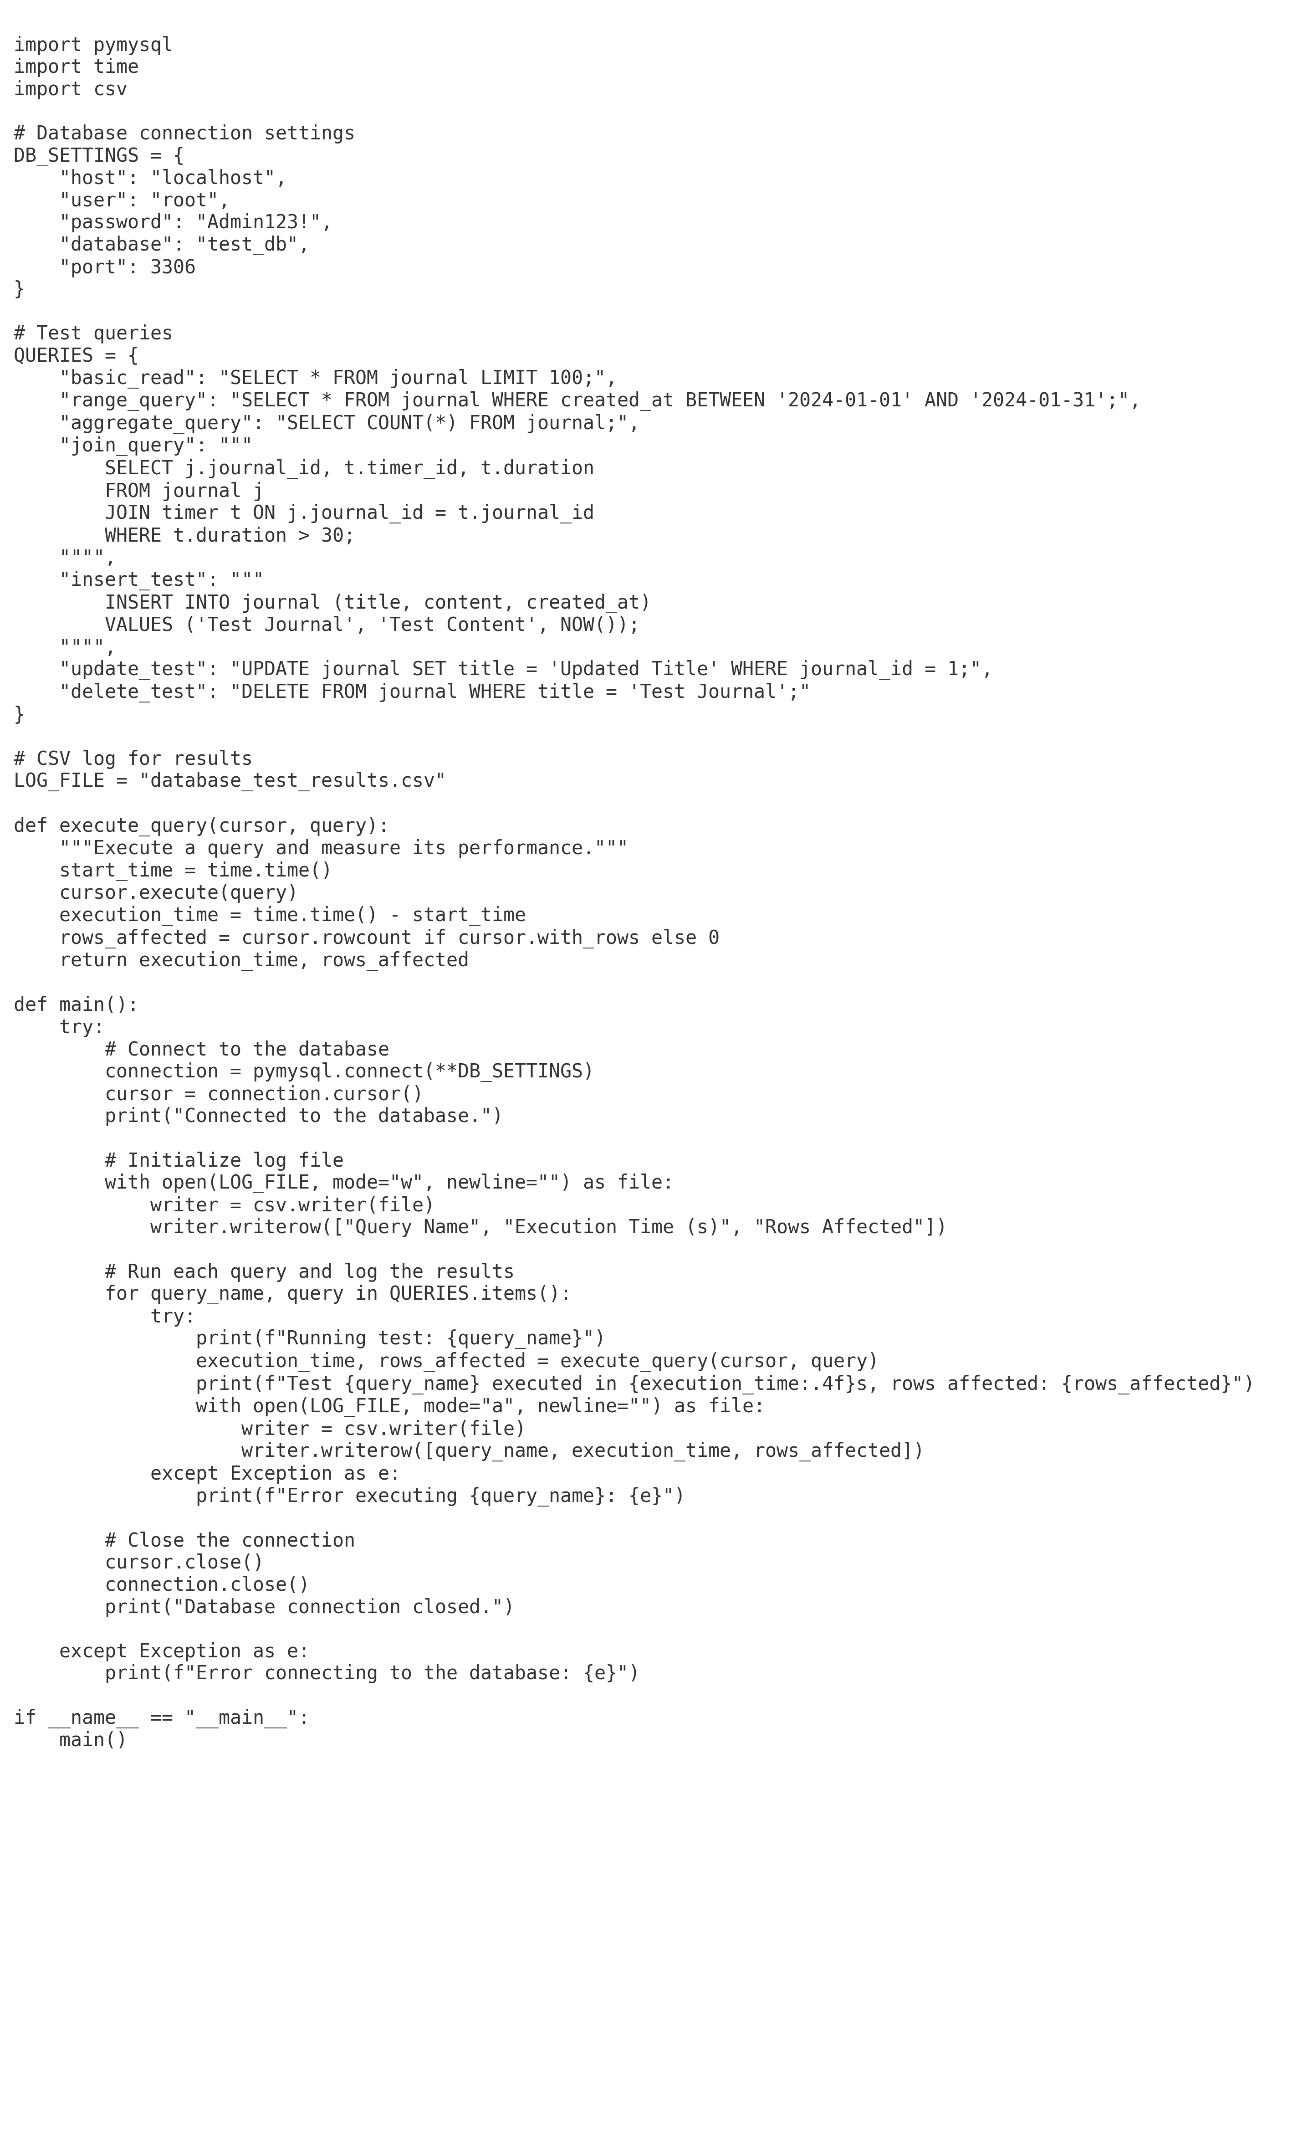 import pymysql
import time
import csv

# Database connection settings
DB_SETTINGS = {
    "host": "localhost",
    "user": "root",
    "password": "Admin123!",
    "database": "test_db",
    "port": 3306
}

# Test queries
QUERIES = {
    "basic_read": "SELECT * FROM journal LIMIT 100;",
    "range_query": "SELECT * FROM journal WHERE created_at BETWEEN '2024-01-01' AND '2024-01-31';",
    "aggregate_query": "SELECT COUNT(*) FROM journal;",
    "join_query": """
        SELECT j.journal_id, t.timer_id, t.duration
        FROM journal j
        JOIN timer t ON j.journal_id = t.journal_id
        WHERE t.duration > 30;
    """",
    "insert_test": """
        INSERT INTO journal (title, content, created_at)
        VALUES ('Test Journal', 'Test Content', NOW());
    """",
    "update_test": "UPDATE journal SET title = 'Updated Title' WHERE journal_id = 1;",
    "delete_test": "DELETE FROM journal WHERE title = 'Test Journal';"
}

# CSV log for results
LOG_FILE = "database_test_results.csv"

def execute_query(cursor, query):
    """Execute a query and measure its performance."""
    start_time = time.time()
    cursor.execute(query)
    execution_time = time.time() - start_time
    rows_affected = cursor.rowcount if cursor.with_rows else 0
    return execution_time, rows_affected

def main():
    try:
        # Connect to the database
        connection = pymysql.connect(**DB_SETTINGS)
        cursor = connection.cursor()
        print("Connected to the database.")

        # Initialize log file
        with open(LOG_FILE, mode="w", newline="") as file:
            writer = csv.writer(file)
            writer.writerow(["Query Name", "Execution Time (s)", "Rows Affected"])

        # Run each query and log the results
        for query_name, query in QUERIES.items():
            try:
                print(f"Running test: {query_name}")
                execution_time, rows_affected = execute_query(cursor, query)
                print(f"Test {query_name} executed in {execution_time:.4f}s, rows affected: {rows_affected}")
                with open(LOG_FILE, mode="a", newline="") as file:
                    writer = csv.writer(file)
                    writer.writerow([query_name, execution_time, rows_affected])
            except Exception as e:
                print(f"Error executing {query_name}: {e}")

        # Close the connection
        cursor.close()
        connection.close()
        print("Database connection closed.")

    except Exception as e:
        print(f"Error connecting to the database: {e}")

if __name__ == "__main__":
    main()